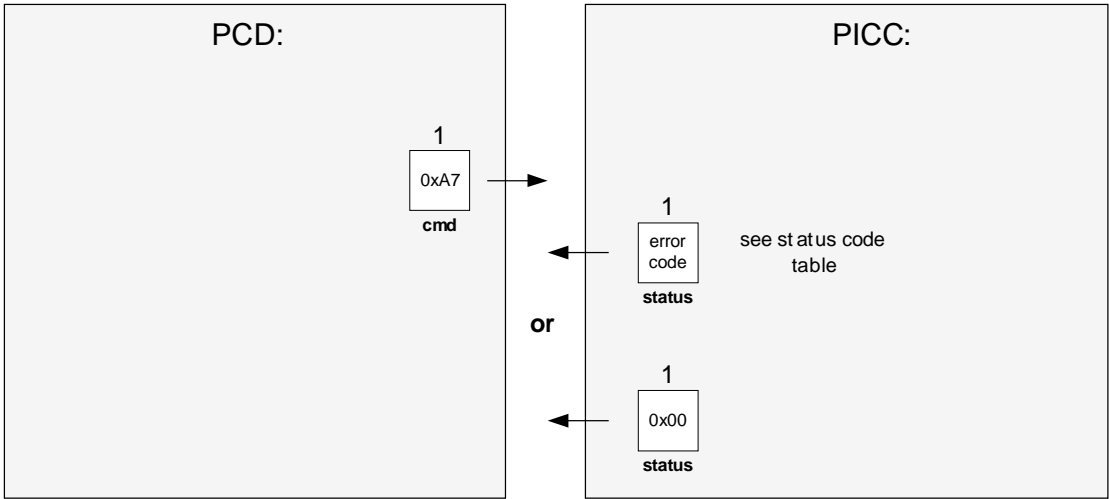 PCD:
PICC:
1
0xA7
cmd
1
error
code
status
see status code
table
or
1
0x00
status